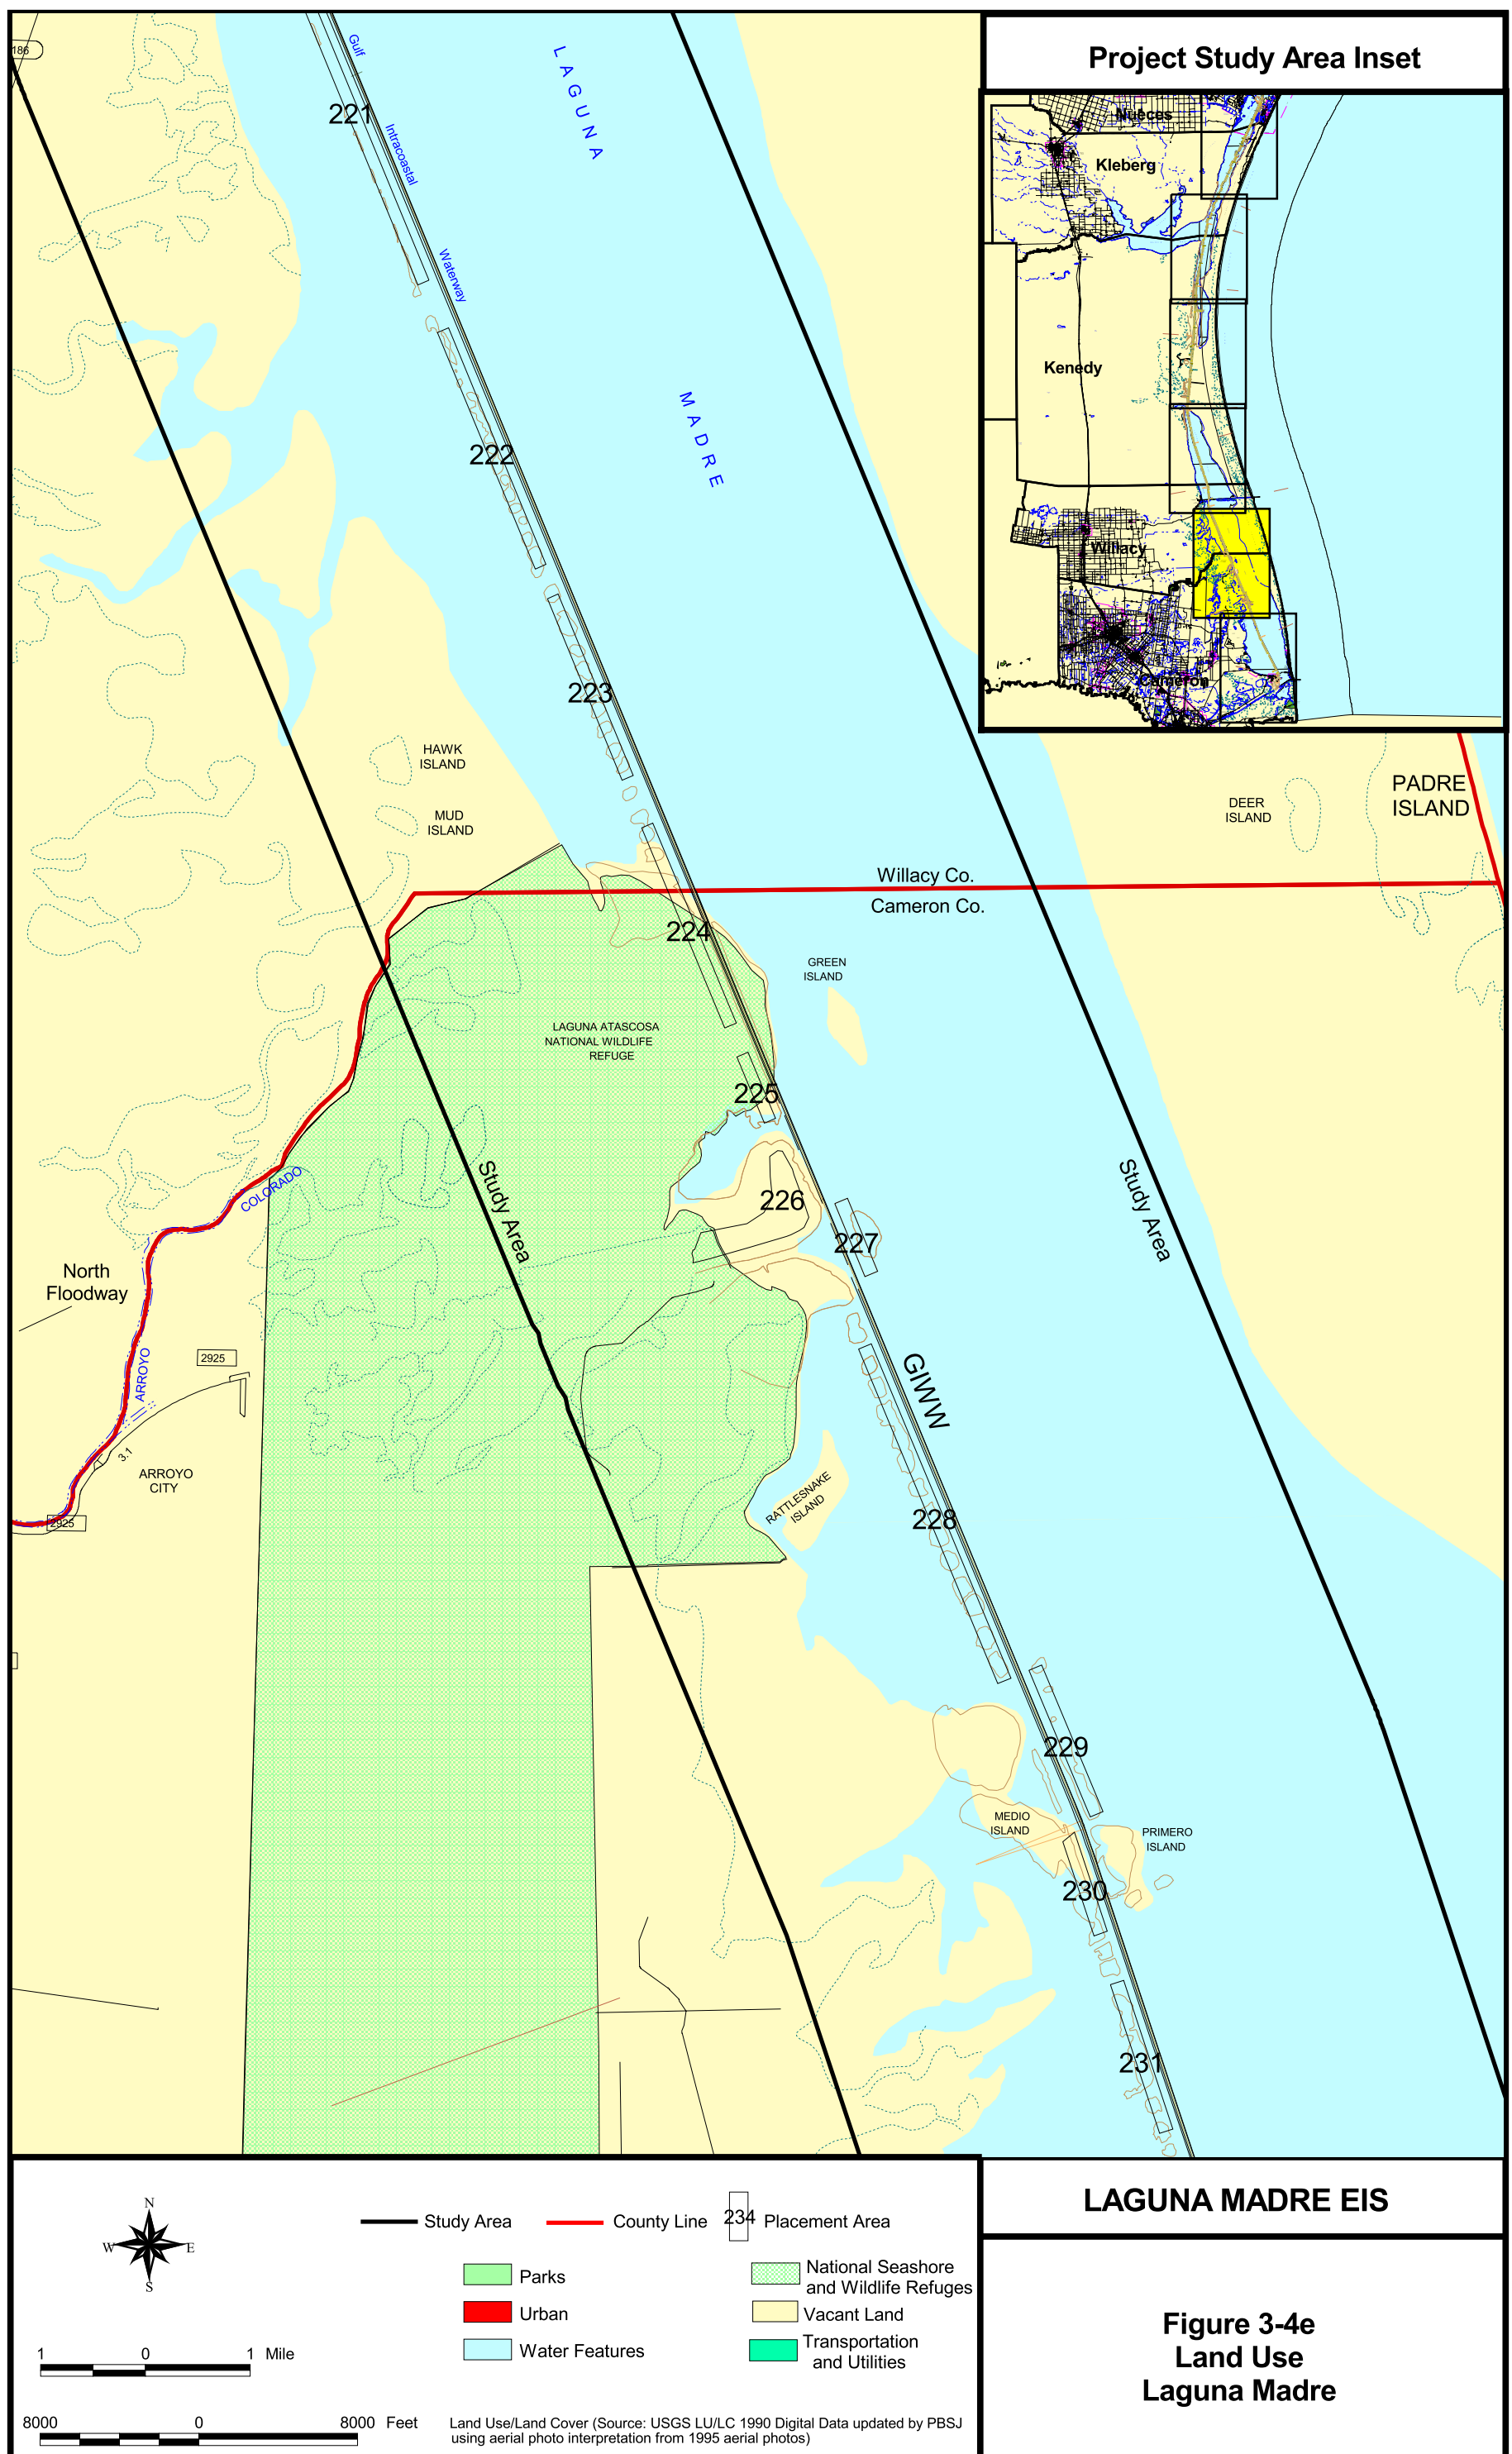 186
Gulf
Intracoastal
Waterway
LAGUNA
MADRE
221
222
223
224
225
226
227
228
229
230
231
HAWK
ISLAND
MUD
ISLAND
Willacy Co.
Cameron Co.
GREEN
ISLAND
DEER
ISLAND
PADRE
ISLAND
LAGUNA ATASCOSA
NATIONAL WILDLIFE
REFUGE
Study Area
Study Area
COLORADO
ARROYO
North
Floodway
2925
3.1
ARROYO
CITY
2925
GIWW
RATTLESNAKE
ISLAND
MEDIO
ISLAND
PRIMERO
ISLAND
Project Study Area Inset
Nueces
Kleberg
Kenedy
Willacy
Cameron
N
W E
S
1 0 1 Mile
8000 0 8000 Feet
Study Area
County Line
234 Placement Area
Parks
Urban
Water Features
National Seashore
and Wildlife Refuges
Vacant Land
Transportation
and Utilities
Land Use/Land Cover (Source: USGS LU/LC 1990 Digital Data updated by PBSJ
using aerial photo interpretation from 1995 aerial photos)
LAGUNA MADRE EIS
Figure 3-4e
Land Use
Laguna Madre